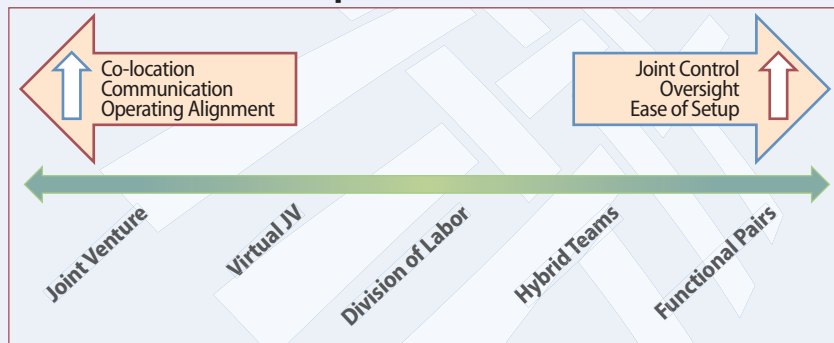 Co-location
Communication
Operating Alignment
Joint Control
Oversight
Ease of Setup
Joint Venture
Virtual JV
Division of Labor
Hybrid Teams
Functional Pairs